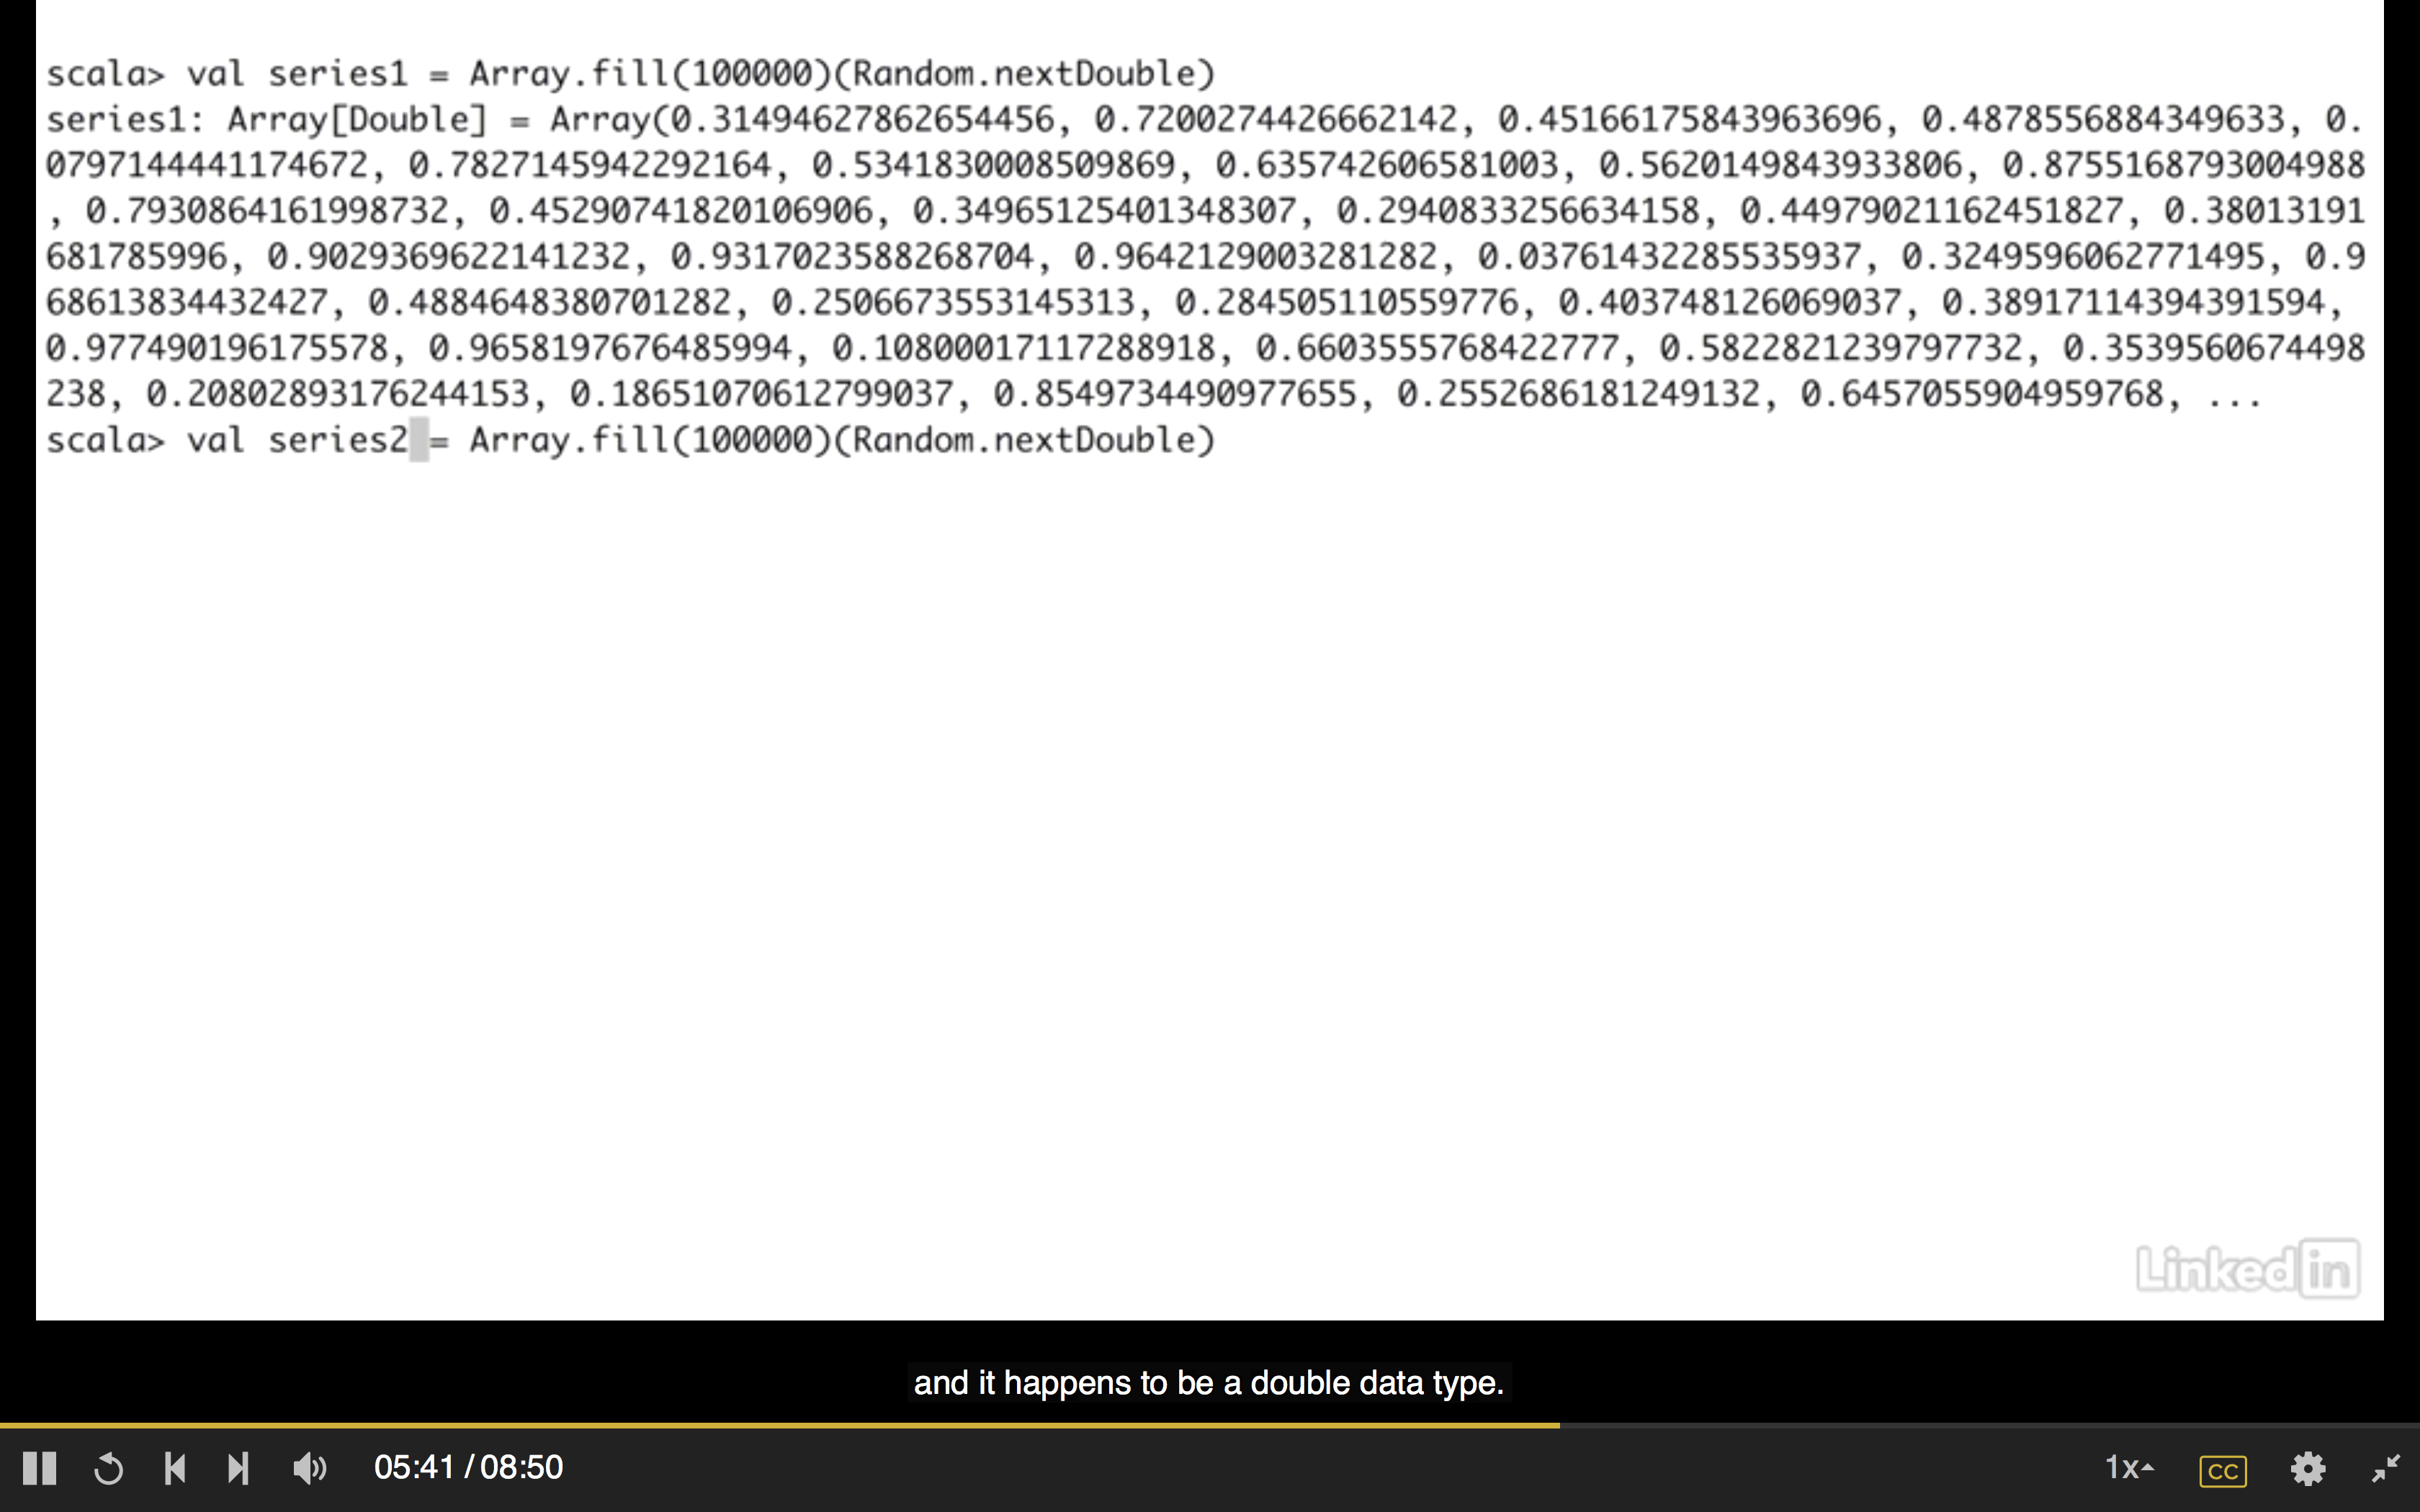 scala> val series1 = Array.fill(100000)(Random.nextDouble)
series1: Array[Double] = Array(0.31494627862654456, 0.7200274426662142, 0.45166175843963696, 0.4878556884349633, 0.
0797144441174672, 0.7827145942292164, 0.5341830008509869, 0.635742606581003, 0.5620149843933806, 0.8755168793004988
, 0.7930864161998732, 0.45290741820106906, 0.34965125401348307, 0.2940833256634158, 0.44979021162451827, 0.38013191
681785996, 0.9029369622141232, 0.9317023588268704, 0.9642129003281282, 0.03761432285535937, 0.3249596062771495, 0.9
68613834432427, 0.4884648380701282, 0.2506673553145313, 0.284505110559776, 0.403748126069037, 0.38917114394391594,
0.977490196175578, 0.9658197676485994, 0.10800017117288918, 0.6603555768422777, 0.5822821239797732, 0.3539560674498
238, 0.20802893176244153, 0.18651070612799037, 0.8549734490977655, 0.2552686181249132, 0.6457055904959768, ...
scala> val series2 = Array.fill(100000)(Random.nextDouble)
Linked in
and it happens to be a double data type.
05:41 / 08:50
1x
CC